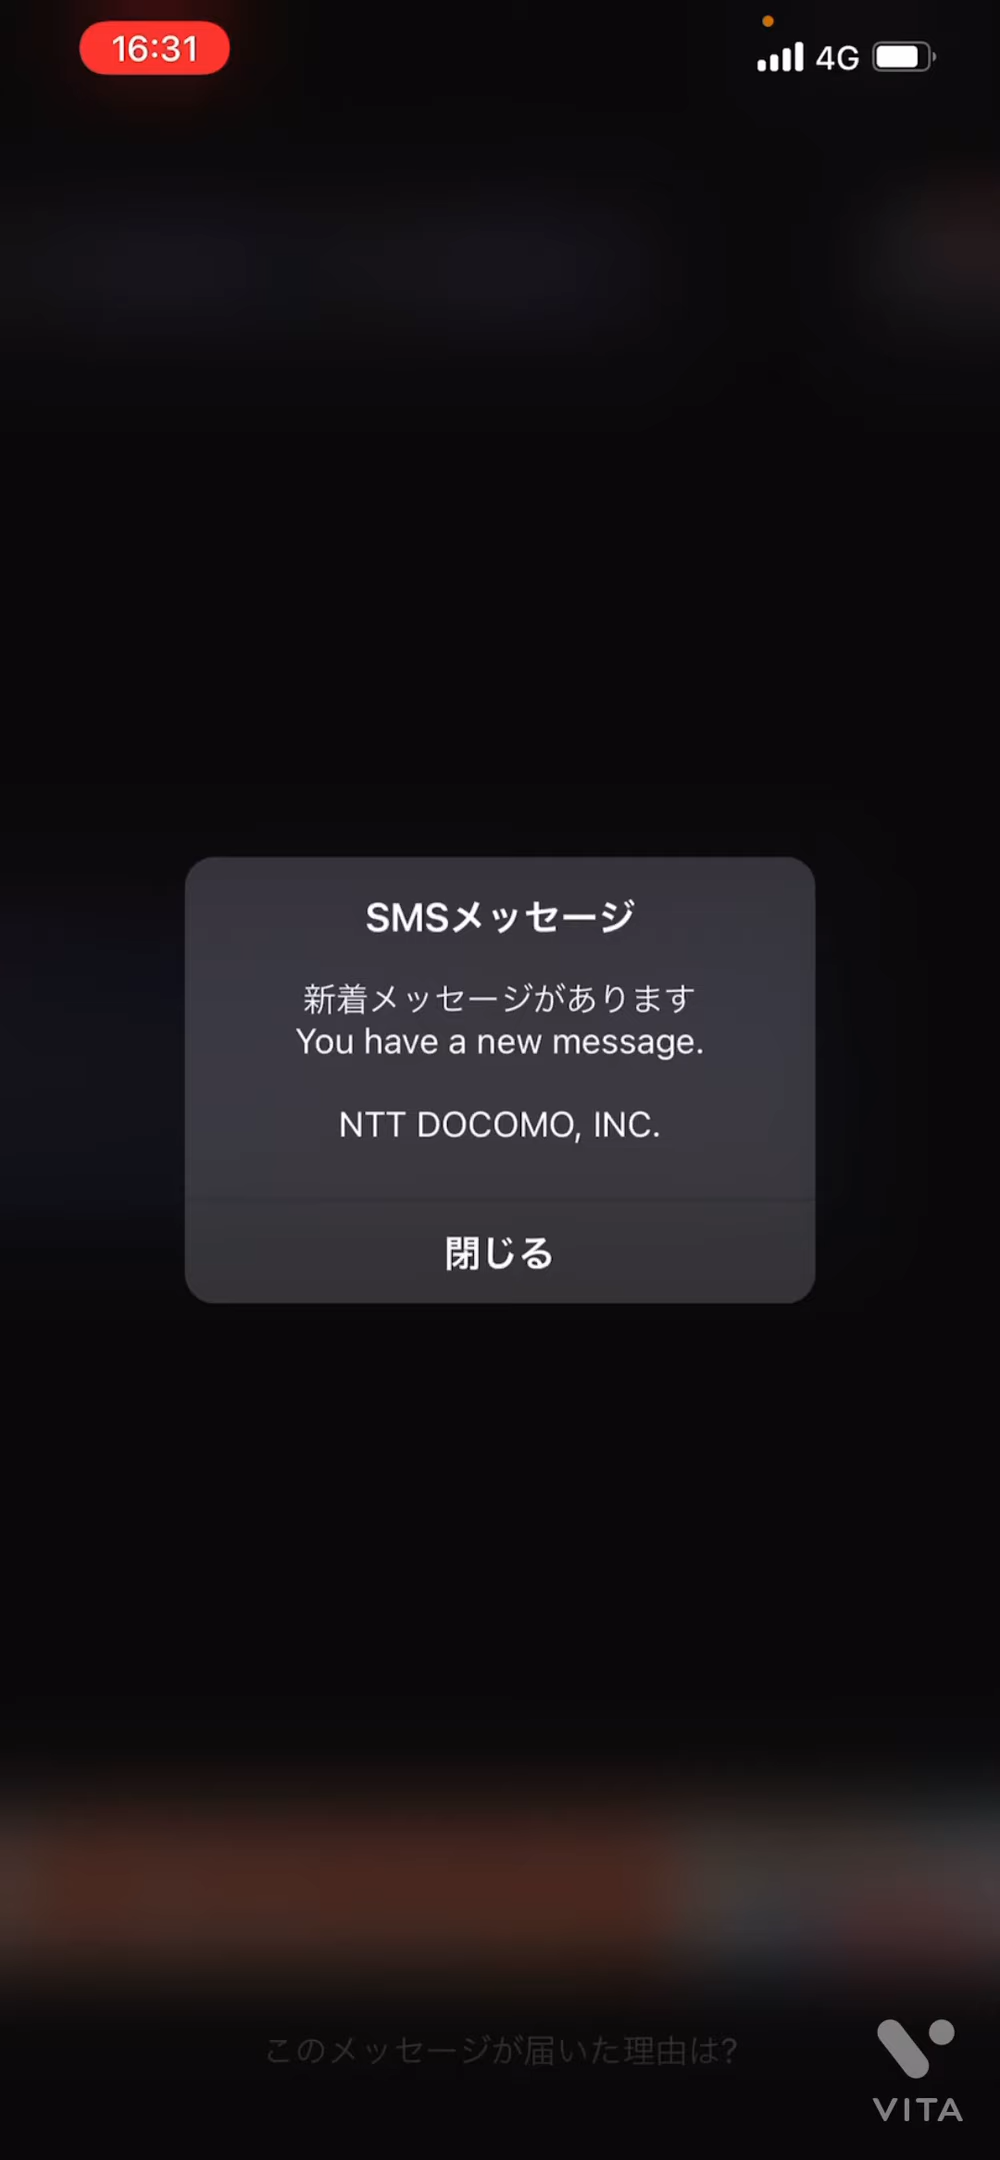 16:31
4G
SMSメッセージ
新着メッセージがあります
You have a new message.
NTT DOCOMO, INC.
閉じる
このメッセージが届いた理由は?
VITA